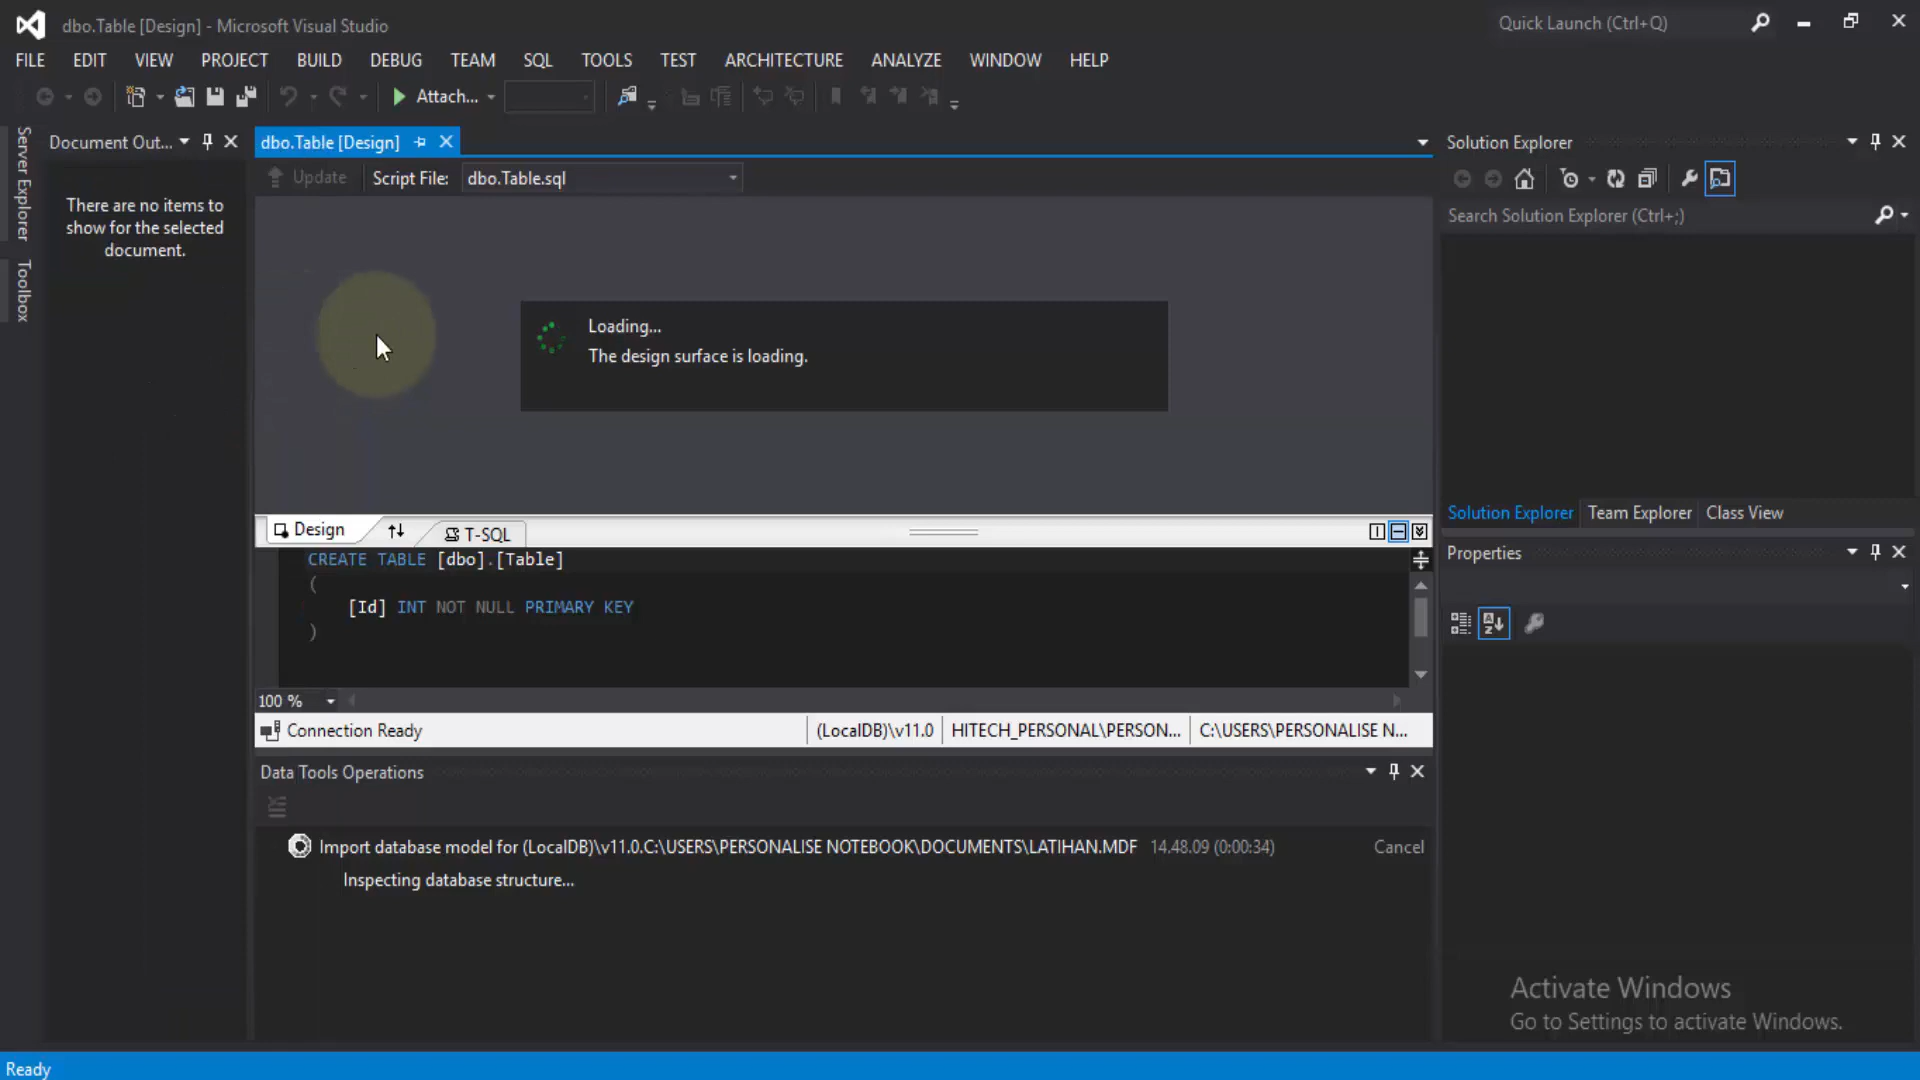 dbo.Table [Design] - Microsoft Visual Studio
Quick Launch (Ctrl+Q)
FILE EDIT VIEW PROJECT BUILD DEBUG TEAM SQL TOOLS TEST ARCHITECTURE ANALYZE WINDOW HELP
Attach...
Server Explorer
Toolbox
Document Out...
There are no items to
show for the selected
document.
dbo.Table [Design]
Update
Script File:
dbo.Table.sql
Loading...
The design surface is loading.
Design
T-SQL
CREATE TABLE [dbo].[Table]
(
[Id] INT NOT NULL PRIMARY KEY
)
100 %
Connection Ready
(LocalDB)\v11.0
HITECH_PERSONAL\PERSON...
C:\USERS\PERSONALISE N...
Data Tools Operations
Import database model for (LocalDB)\v11.0.C:\USERS\PERSONALISE NOTEBOOK\DOCUMENTS\LATIHAN.MDF 14.48.09 (0:00:34)
Cancel
Inspecting database structure...
Solution Explorer
Search Solution Explorer (Ctrl+;)
Solution Explorer
Team Explorer
Class View
Properties
Activate Windows
Go to Settings to activate Windows.
Ready